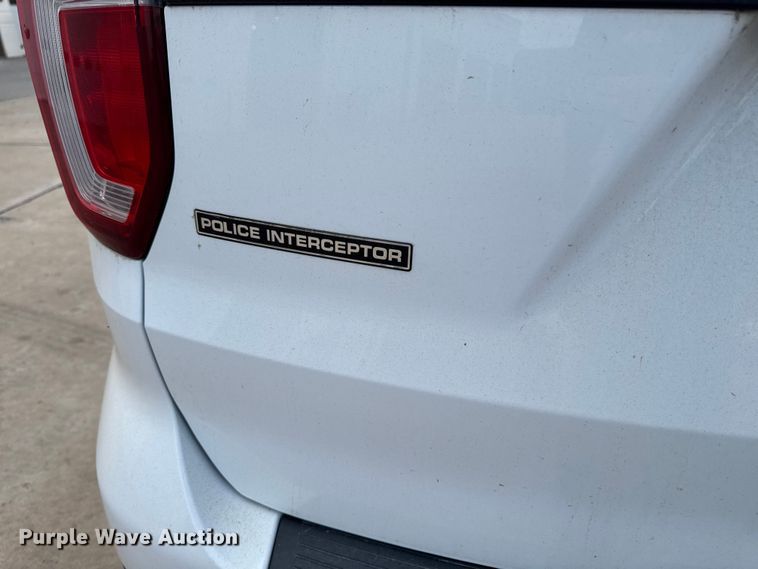 POLICE INTERCEPTOR
Purple Wave Auction